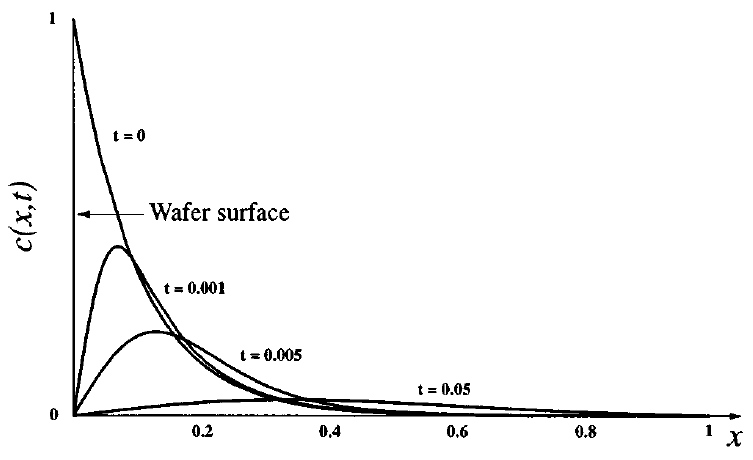 1
t = 0
c(x,t)
Wafer surface
t = 0.001
t = 0.005
t = 0.05
0
0.2
0.4
0.6
0.8
1
x